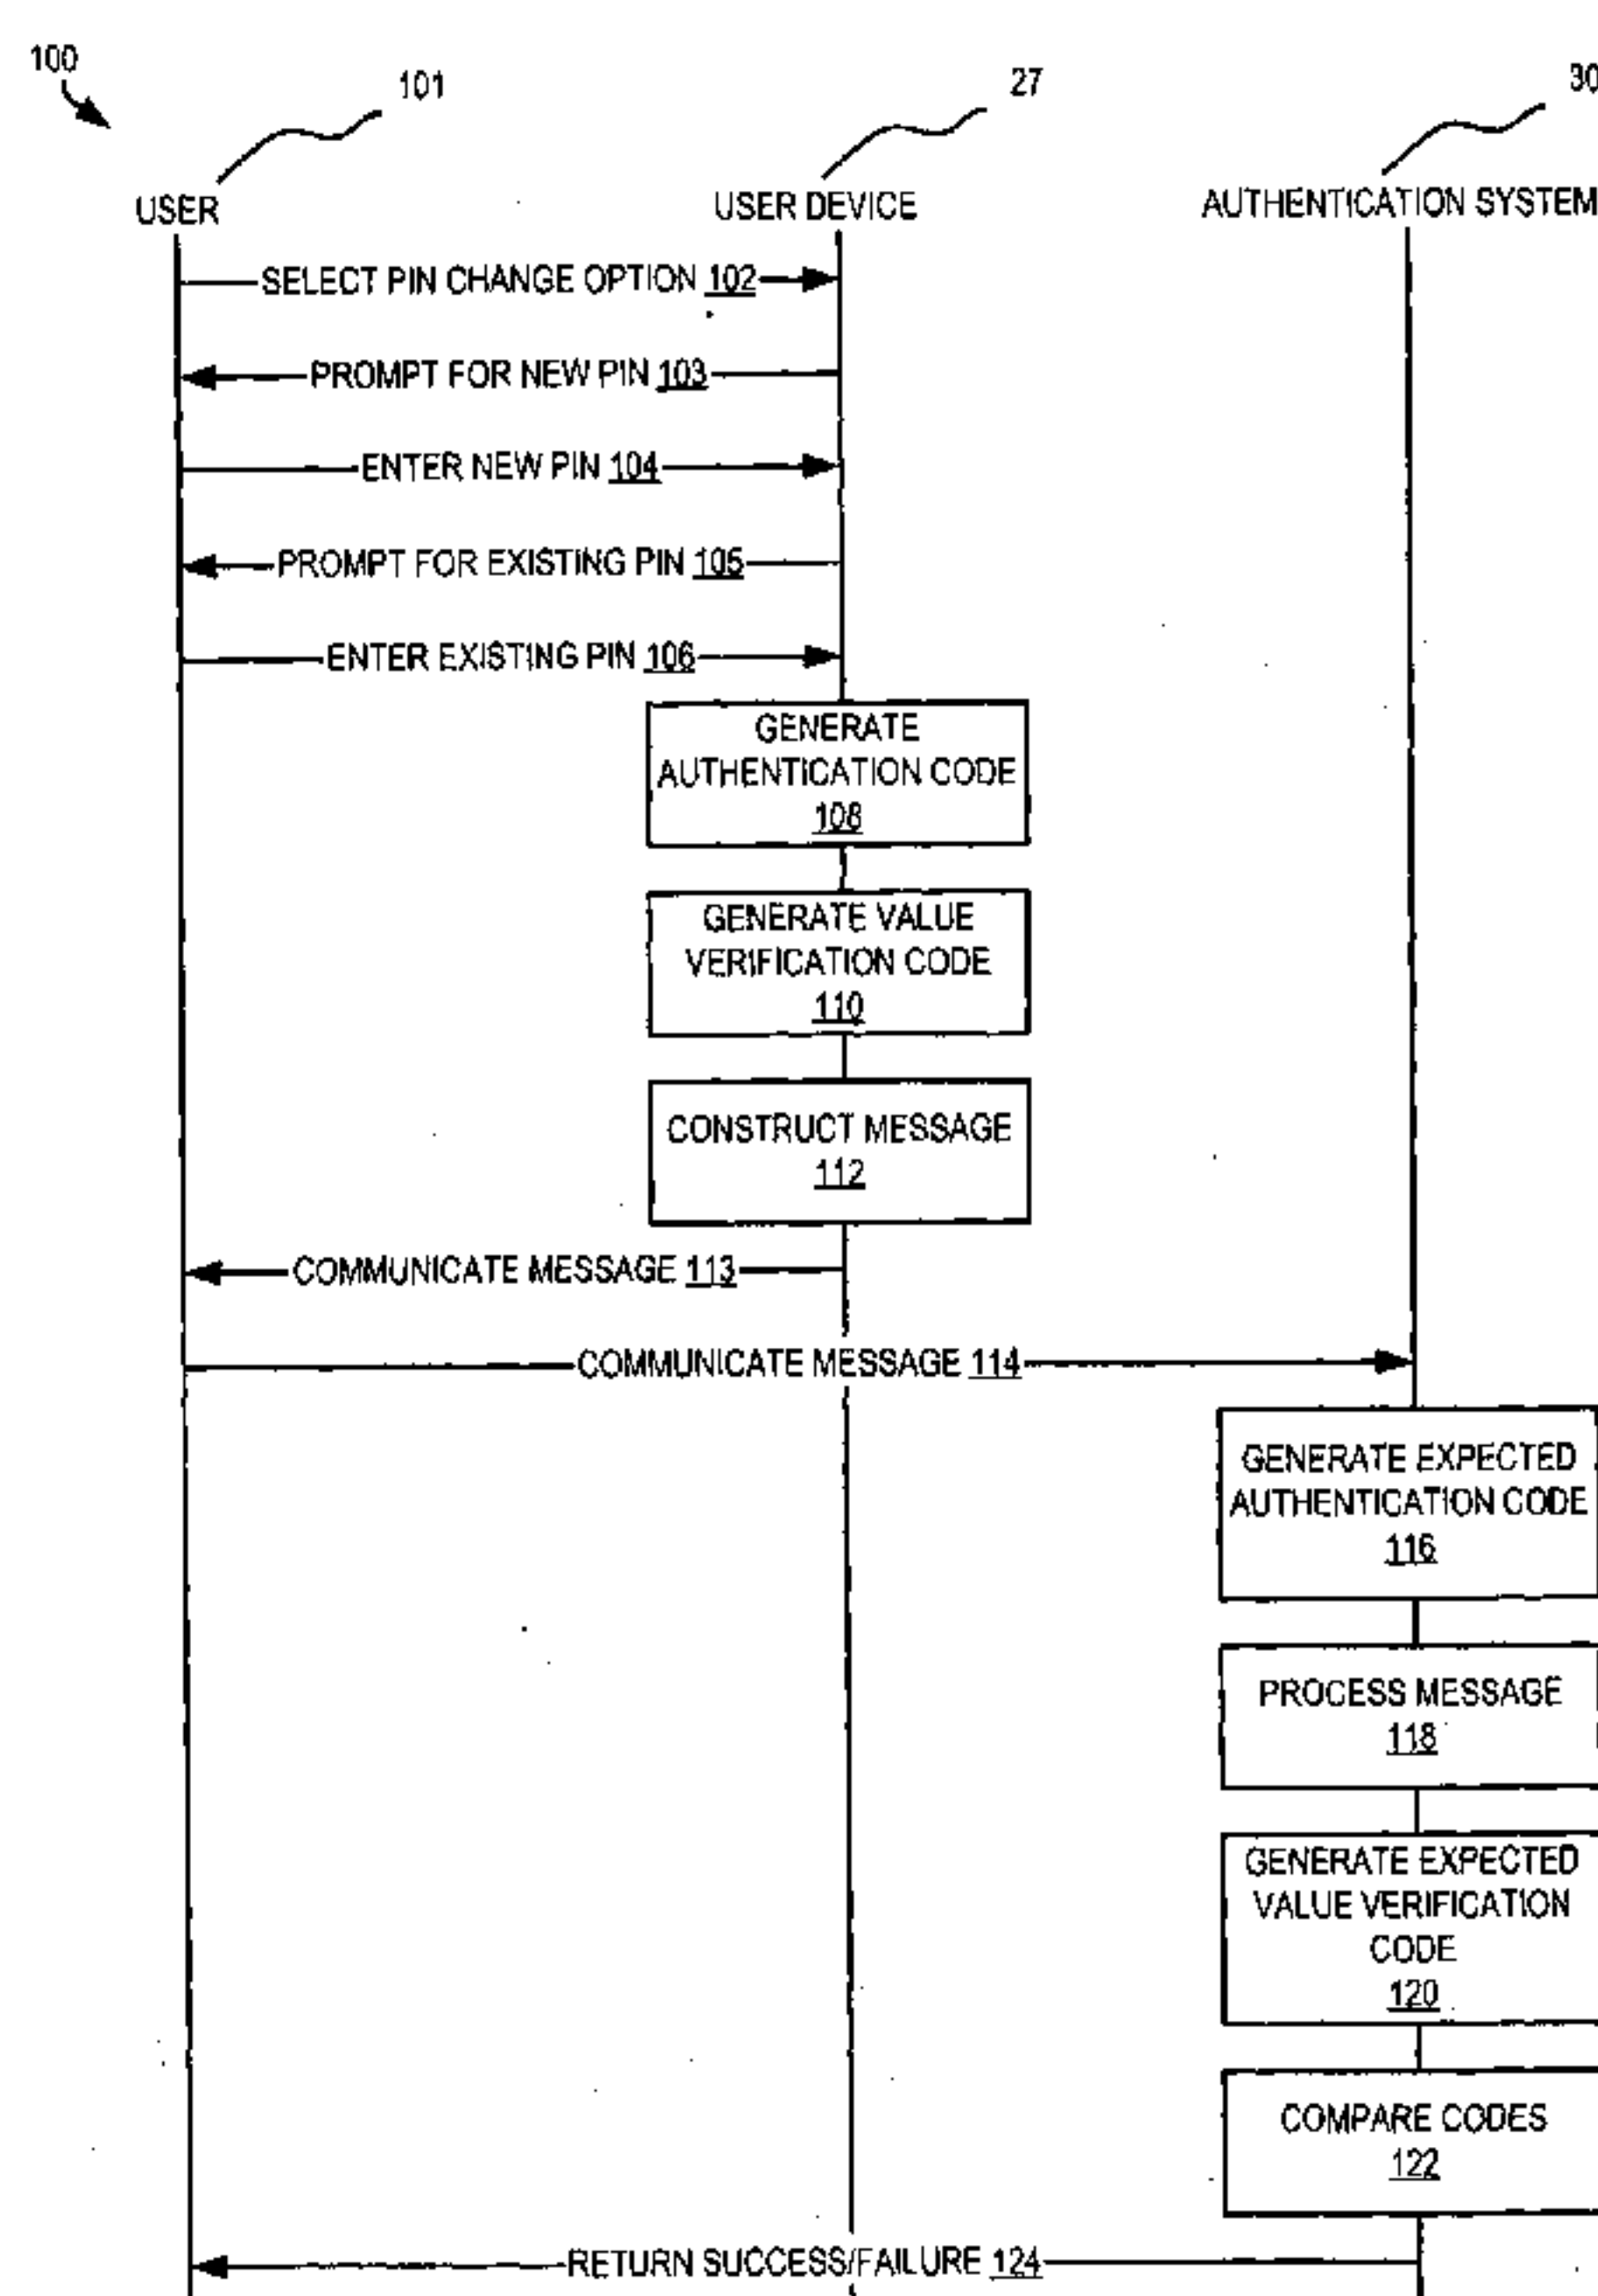 100
101
27
30
USER
USER DEVICE
AUTHENTICATION SYSTEM
SELECT PIN CHANGE OPTION 102
PROMPT FOR NEW PIN 103
ENTER NEW PIN 104
PROMPT FOR EXISTING PIN 105
ENTER EXISTING PIN 106
GENERATE
AUTHENTICATION CODE
108
GENERATE VALUE
VERIFICATION CODE
110
CONSTRUCT MESSAGE
112
COMMUNICATE MESSAGE 113
COMMUNICATE MESSAGE 114
GENERATE EXPECTED
AUTHENTICATION CODE
116
PROCESS MESSAGE
118
GENERATE EXPECTED
VALUE VERIFICATION
CODE
120
COMPARE CODES
122
RETURN SUCCESS/FAILURE 124